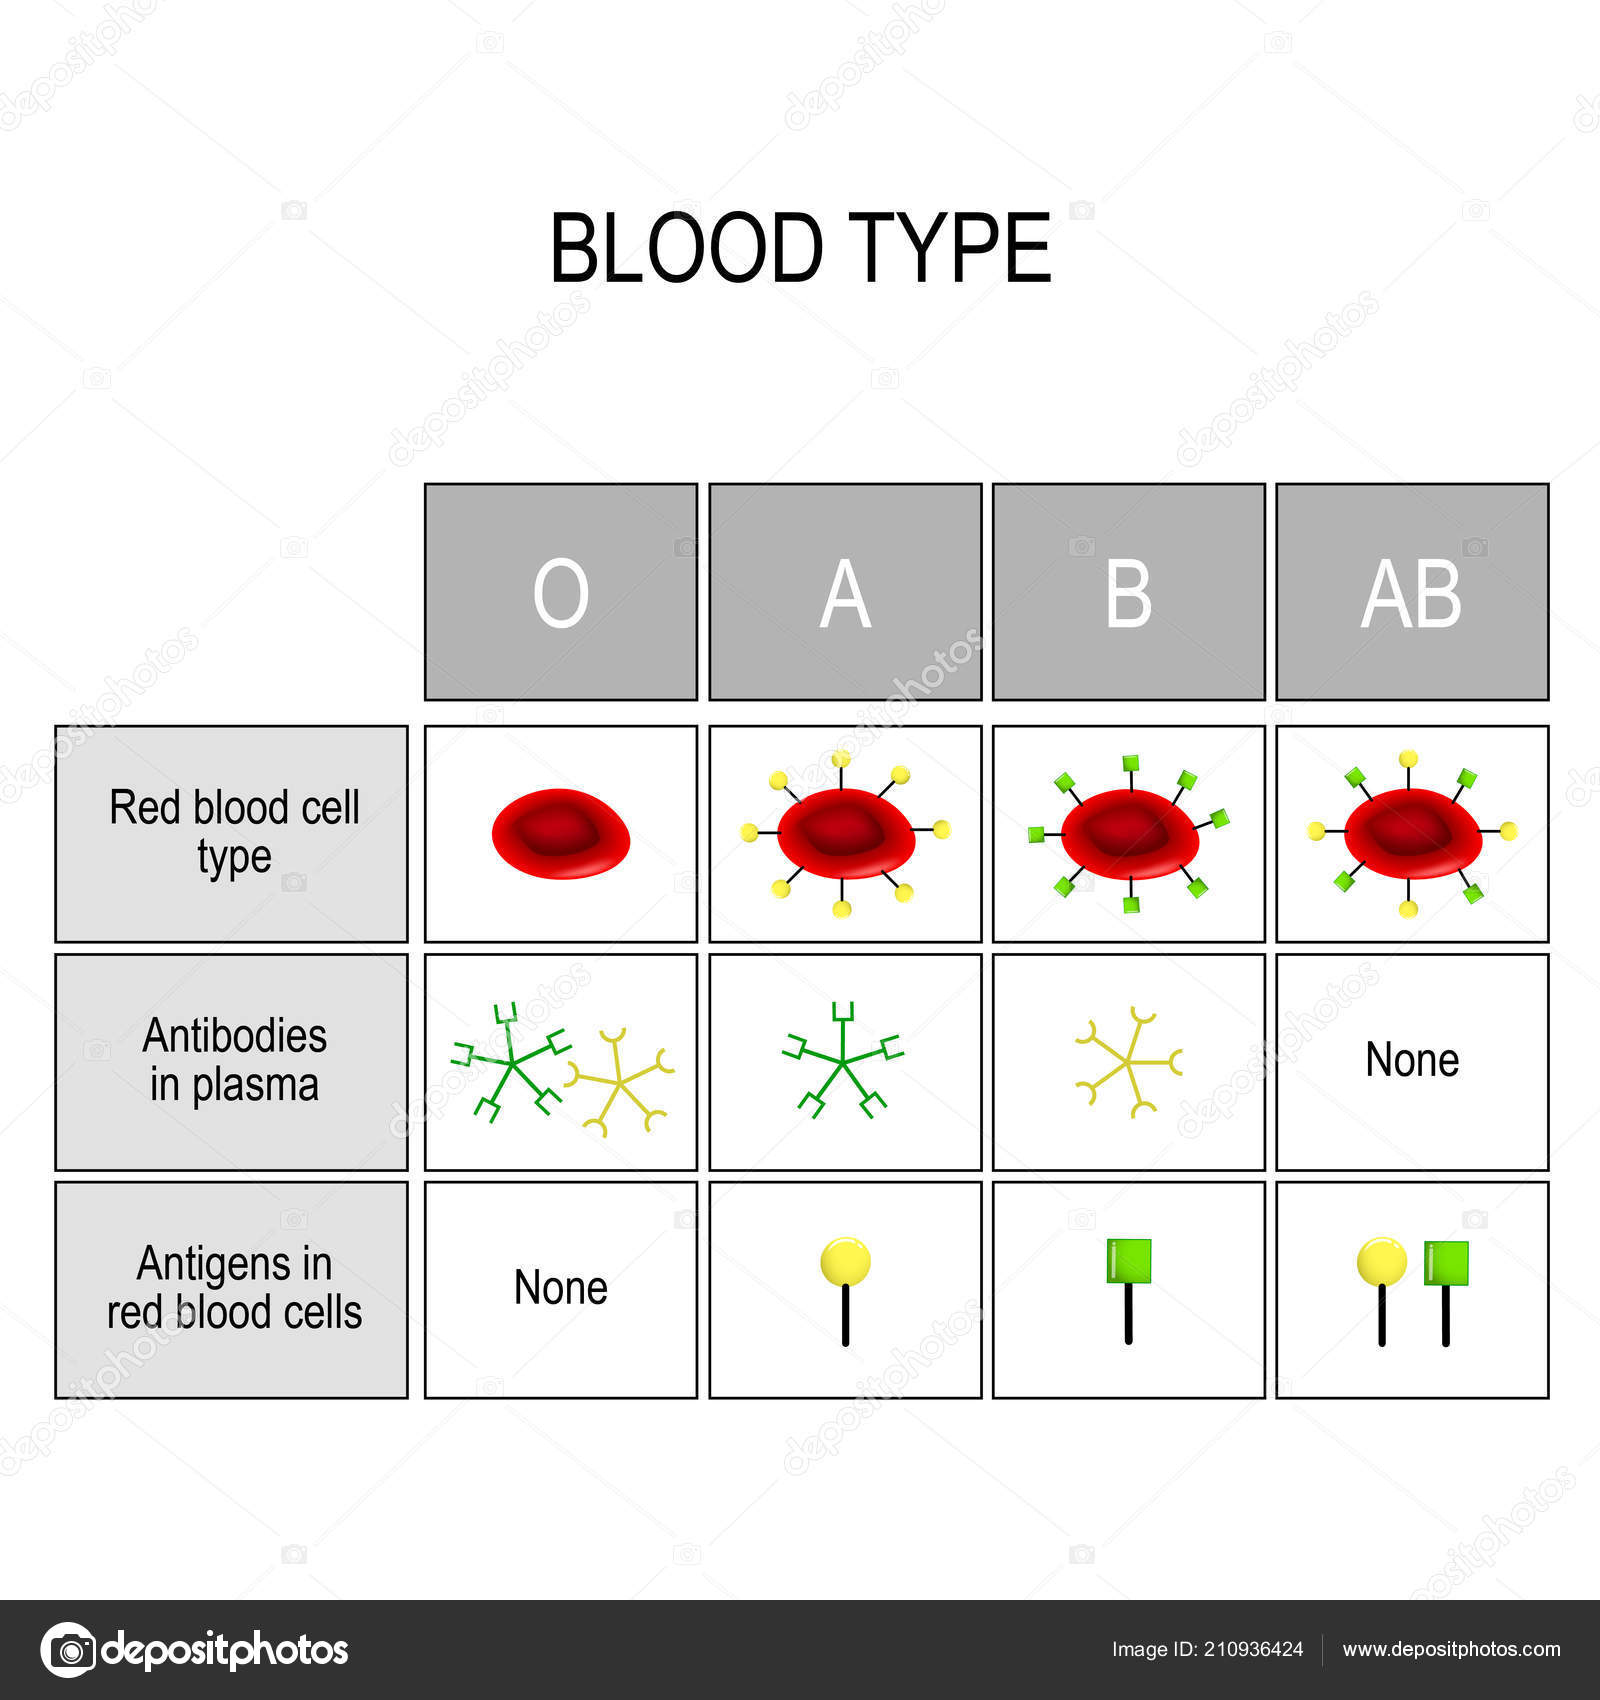 BLOOD TYPE
O A B AB
Red blood cell
type
Antibodies
in plasma
None
Antigens in
red blood cells
None
depositphotos
Image ID: 210936424
www.depositphotos.com